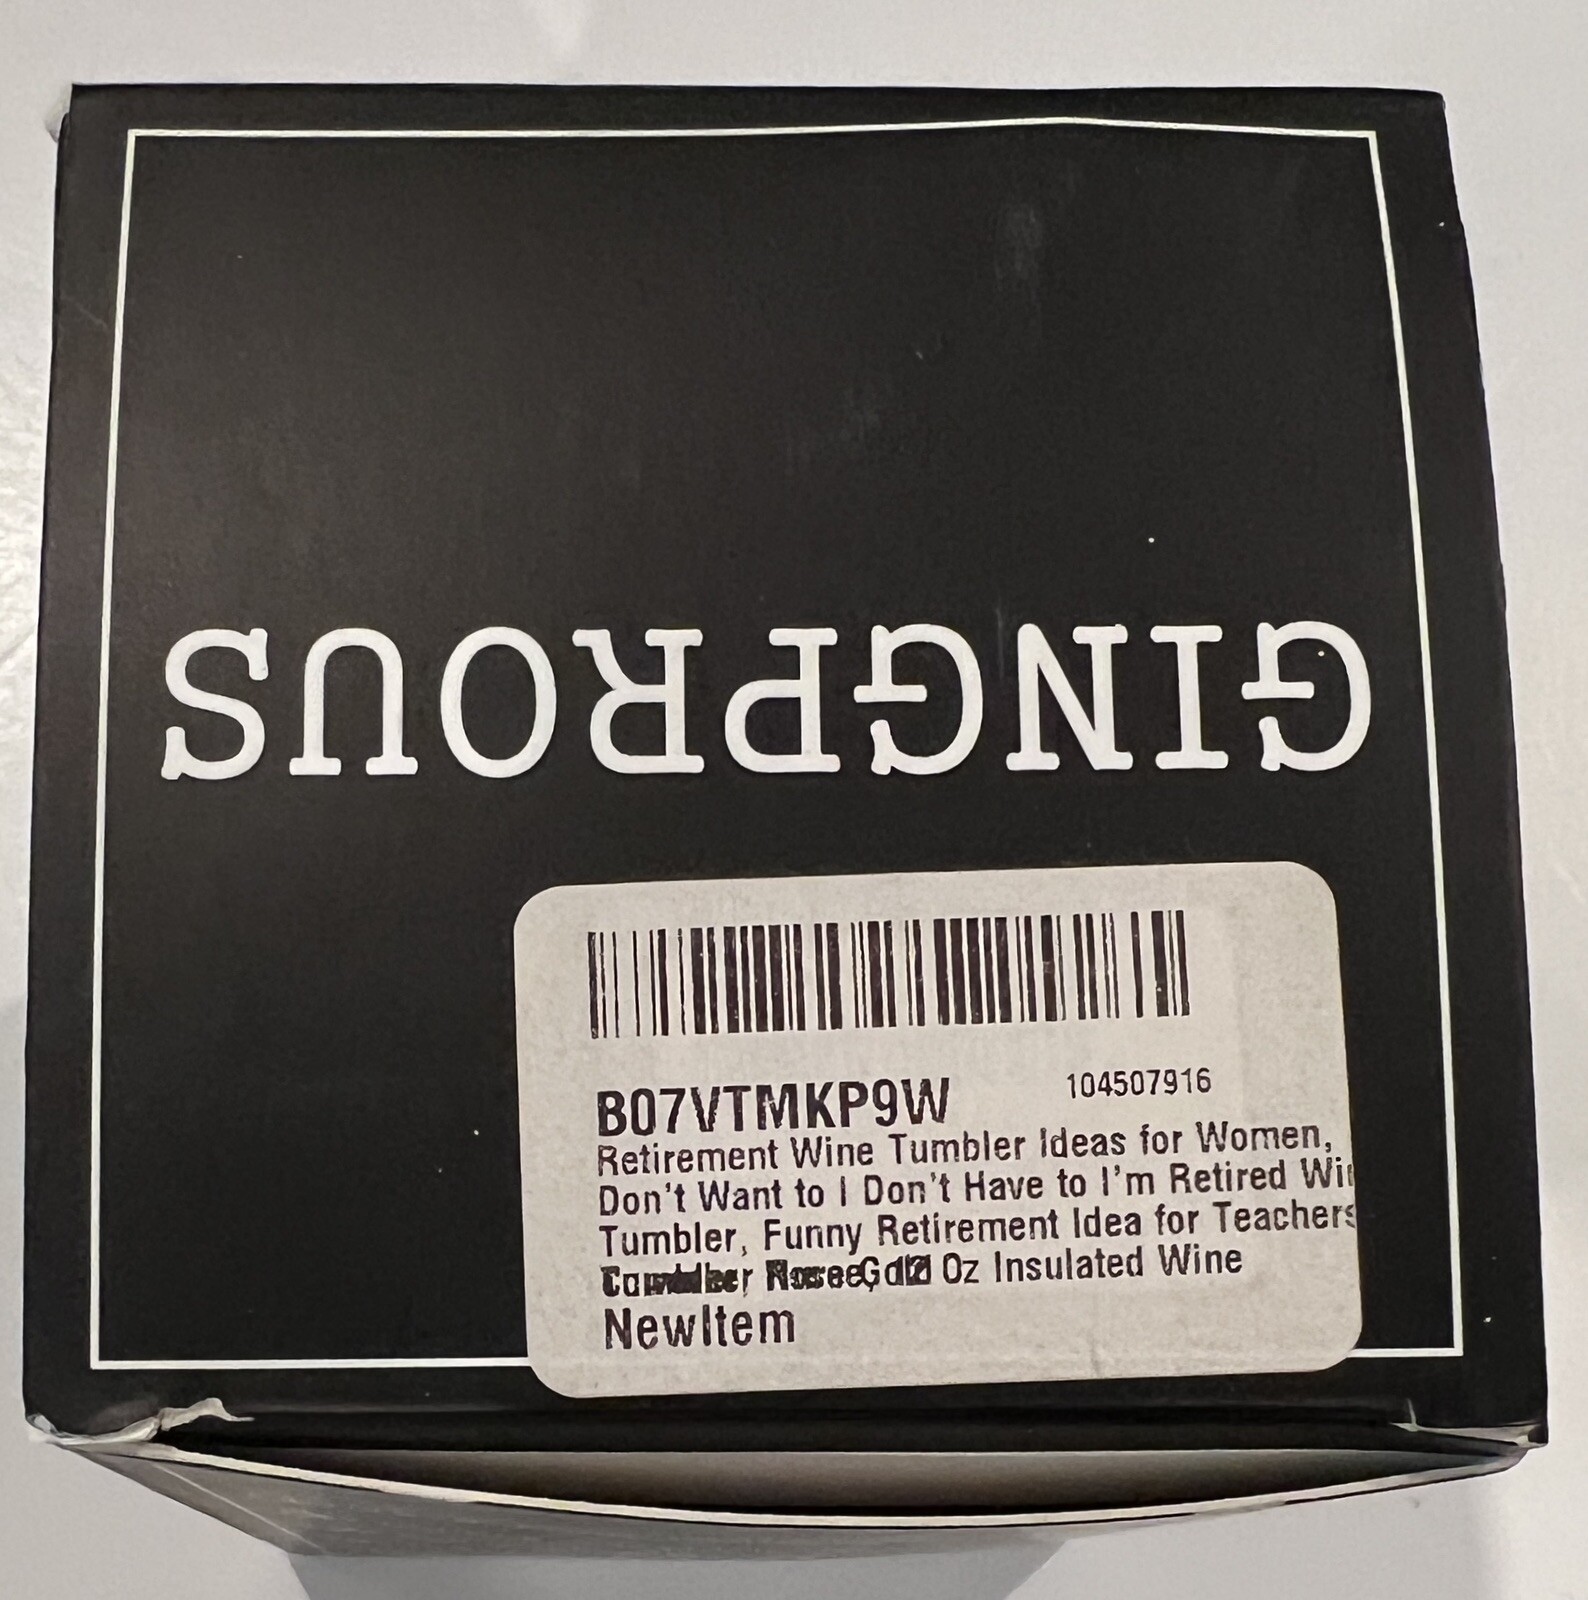 GINGPROUS
B07VTMKP9W 104507916
Retirement Wine Tumbler Ideas for Women,
Don't Want to I Don't Have to I'm Retired
Tumbler, Funny Retirement Idea for Teachers
Oz Insulated Wine
NewItem